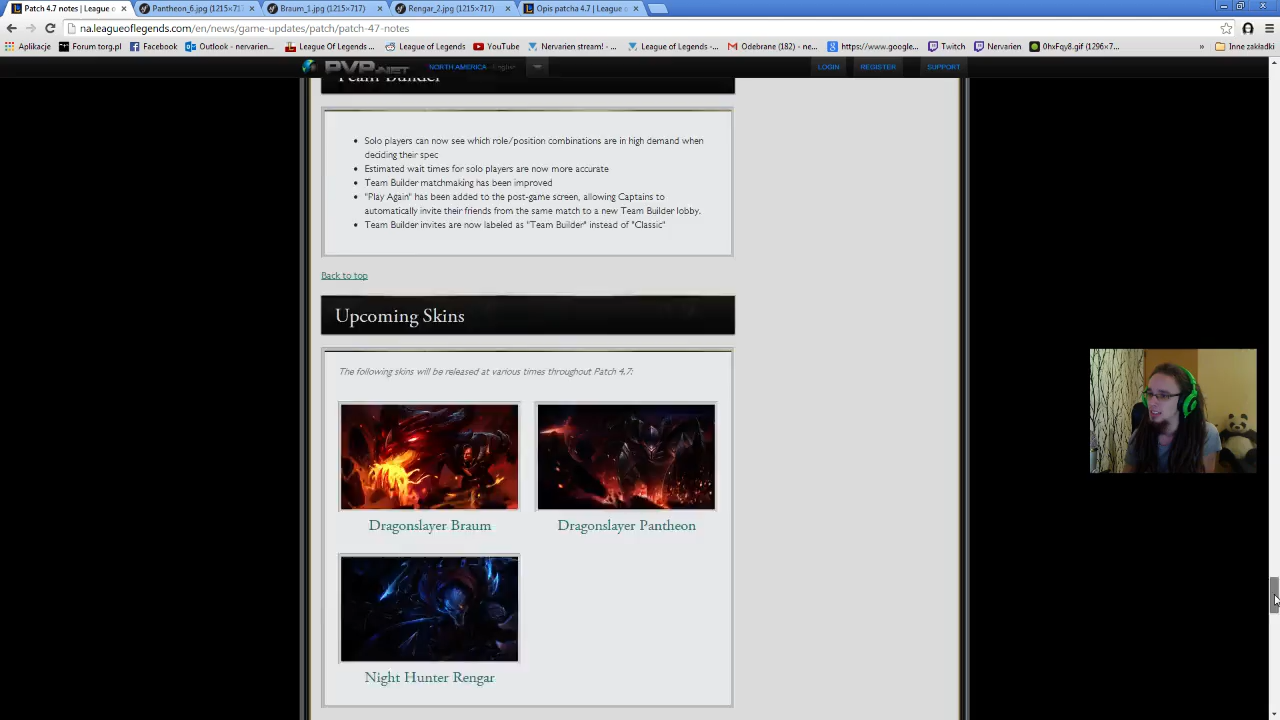 Patch 4.7 notes | League o
Pantheon_6.jpg (1215×717)
Braum_1.jpg (1215×717)
Rengar_2.jpg (1215×717)
Opis patcha 4.7 | League o
na.leagueoflegends.com/en/news/game-updates/patch/patch-47-notes
Aplikacje Forum torg.pl Facebook Outlook - nervarien... League Of Legends... League of Legends YouTube Nervarien stream! -... League of Legends -... Odebrane (182) - ne... https://www.google... Twitch Nervarien 0hxFqy8.gif (1296×7... » Inne zakładki
PVP.NET NORTH AMERICA English LOGIN REGISTER SUPPORT
Team Builder
• Solo players can now see which role/position combinations are in high demand when
deciding their spec
• Estimated wait times for solo players are now more accurate
• Team Builder matchmaking has been improved
• "Play Again" has been added to the post-game screen, allowing Captains to
automatically invite their friends from the same match to a new Team Builder lobby.
• Team Builder invites are now labeled as "Team Builder" instead of "Classic"
Back to top
Upcoming Skins
The following skins will be released at various times throughout Patch 4.7:
Dragonslayer Braum
Dragonslayer Pantheon
Night Hunter Rengar